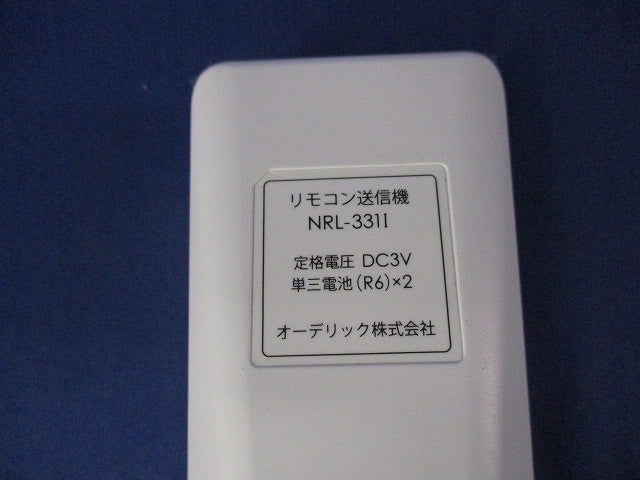 リモコン送信機
NRL-331I
定格電圧 DC3V
単三電池(R6)×2
オーデリック株式会社